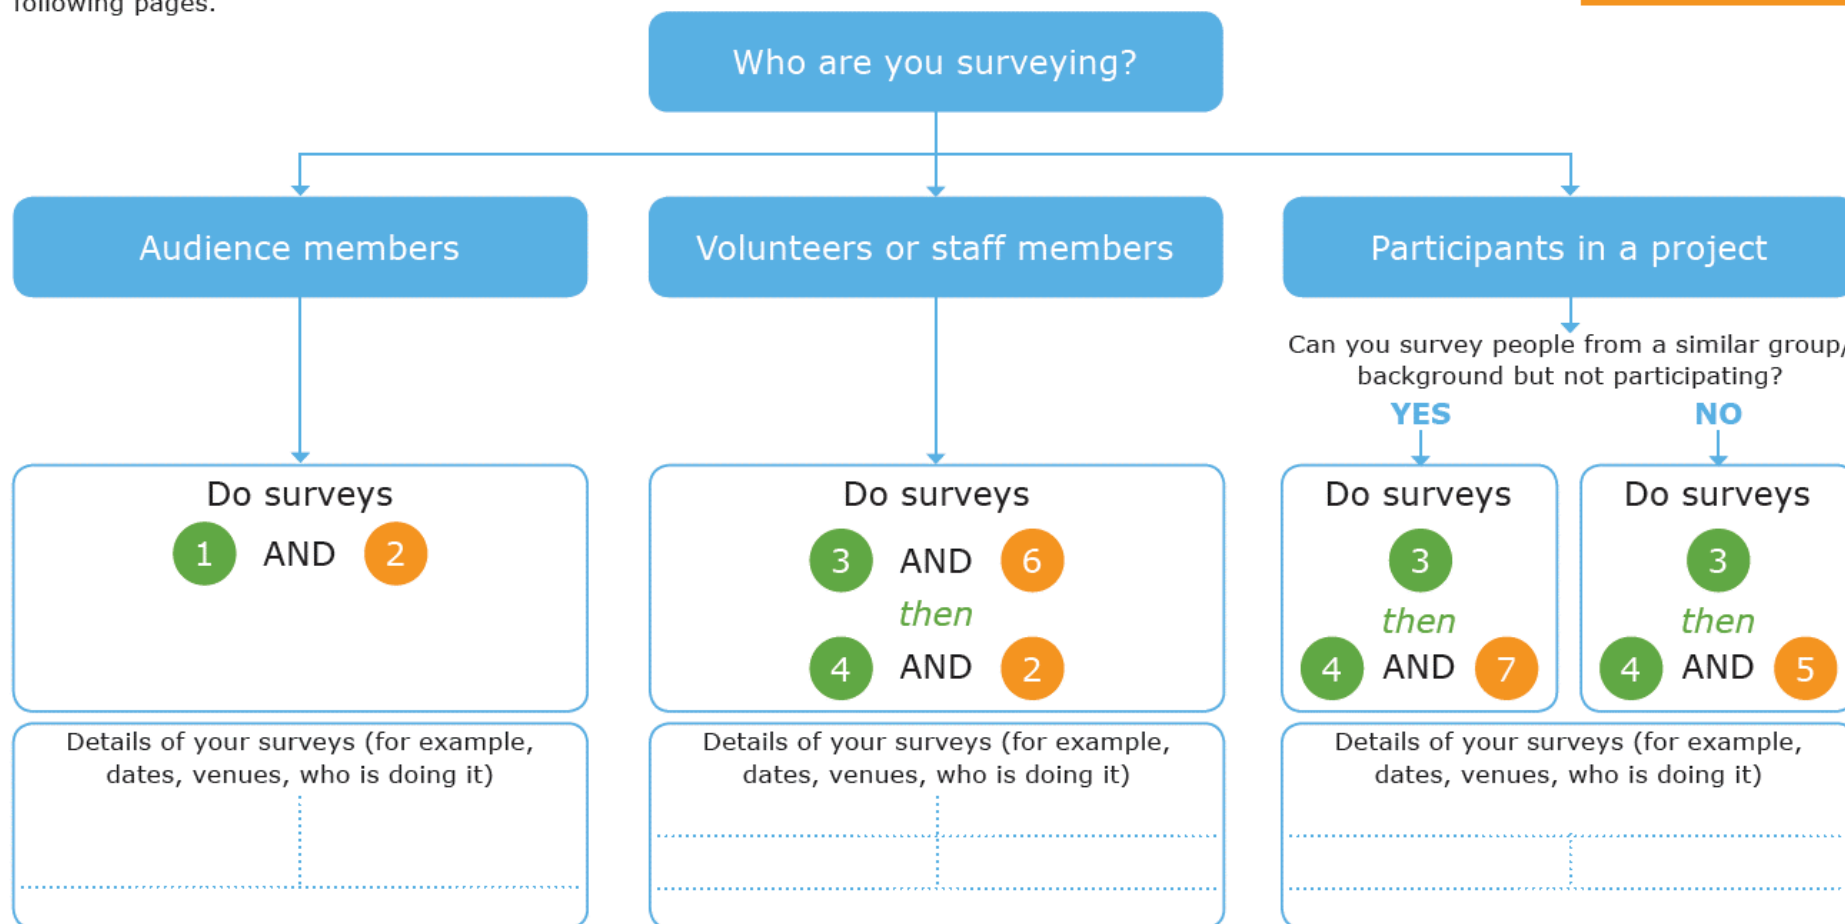 following pages.
Who are you surveying?
Audience members
Volunteers or staff members
Participants in a project
Can you survey people from a similar group/
background but not participating?
YES
NO
Do surveys
1 AND 2
Do surveys
3 AND 6
then
4 AND 2
Do surveys
3
then
4 AND 7
Do surveys
3
then
4 AND 5
Details of your surveys (for example,
dates, venues, who is doing it)
Details of your surveys (for example,
dates, venues, who is doing it)
Details of your surveys (for example,
dates, venues, who is doing it)